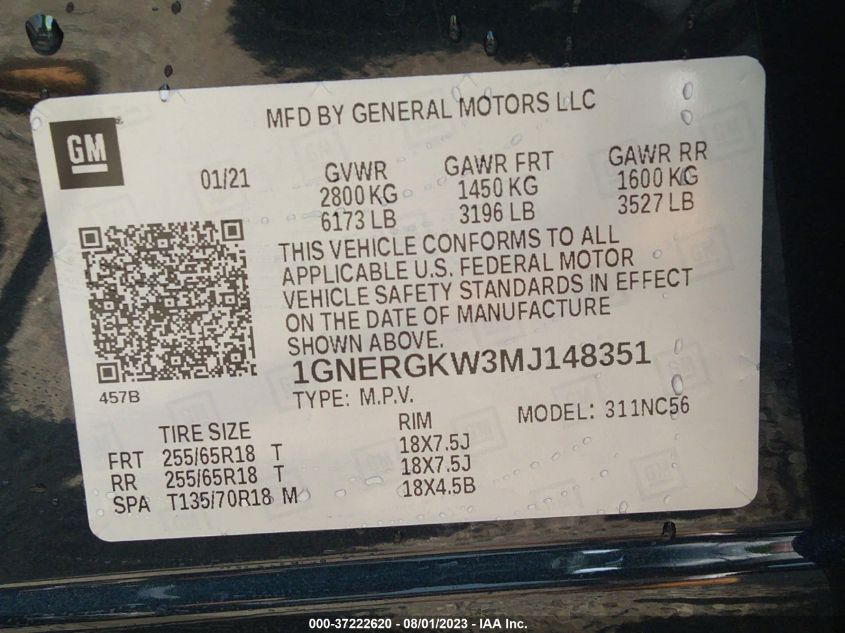 MFD BY GENERAL MOTORS LLC
GM
01/21
GVWR GAWR FRT GAWR RR
2800 KG 1450 KG 1600 KG
6173 LB 3196 LB 3527 LB
THIS VEHICLE CONFORMS TO ALL
APPLICABLE U.S. FEDERAL MOTOR
VEHICLE SAFETY STANDARDS IN EFFECT
ON THE DATE OF MANUFACTURE
SHOWN ABOVE.
1GNERGKW3MJ148351
457B
TYPE: M.P.V.
MODEL: 311NC56
TIRE SIZE RIM
FRT 255/65R18 T 18X7.5J
RR 255/65R18 T 18X7.5J
SPA T135/70R18 M 18X4.5B
000-37222620 - 08/01/2023 - IAA Inc.